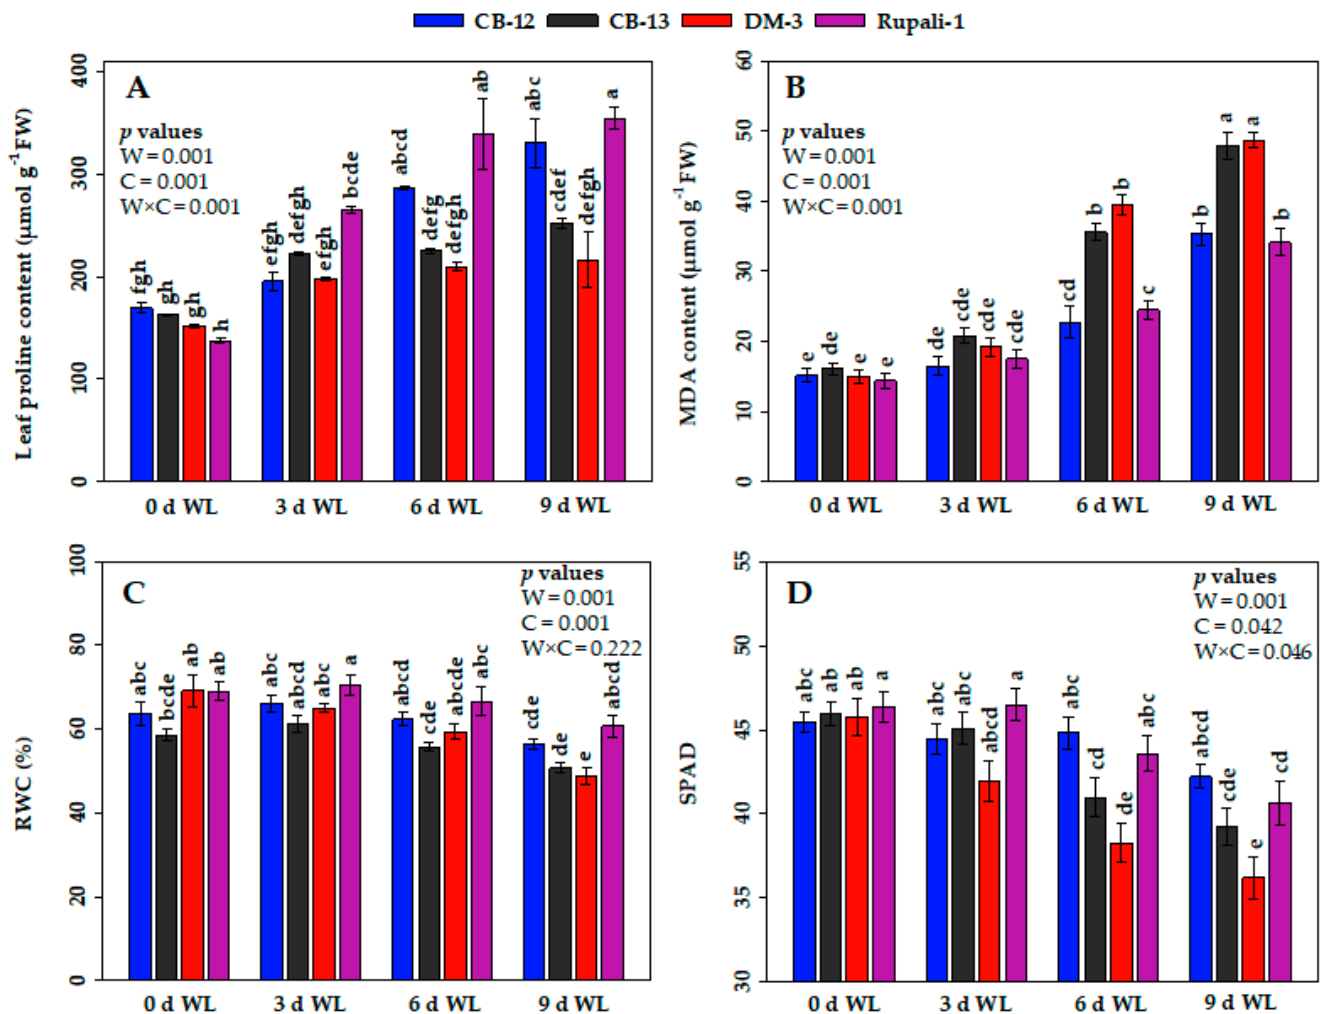 CB-12 CB-13 DM-3 Rupali-1
A
p values
W = 0.001
C = 0.001
W×C = 0.001
Leaf proline content (µmol g⁻¹ FW)
400
300
200
100
0
fgh gh gh h
efgh defgh efgh bcde
abcd defg defgh ab
abc cdef defgh a
0 d WL 3 d WL 6 d WL 9 d WL
B
p values
W = 0.001
C = 0.001
W×C = 0.001
MDA content (µmol g⁻¹ FW)
60
50
40
30
20
10
0
e de e e
de cde cde cde
cd b b c
b a a b
0 d WL 3 d WL 6 d WL 9 d WL
C
p values
W = 0.001
C = 0.001
W×C = 0.222
RWC (%)
100
80
60
40
20
0
abc bcde ab ab
abc abcd abc a
abcd cde abcde abc
cde de e abcd
0 d WL 3 d WL 6 d WL 9 d WL
D
p values
W = 0.001
C = 0.042
W×C = 0.046
SPAD
55
50
45
40
35
30
abc ab ab a
abc abc abcd a
abc cd de abc
abcd cde e cd
0 d WL 3 d WL 6 d WL 9 d WL